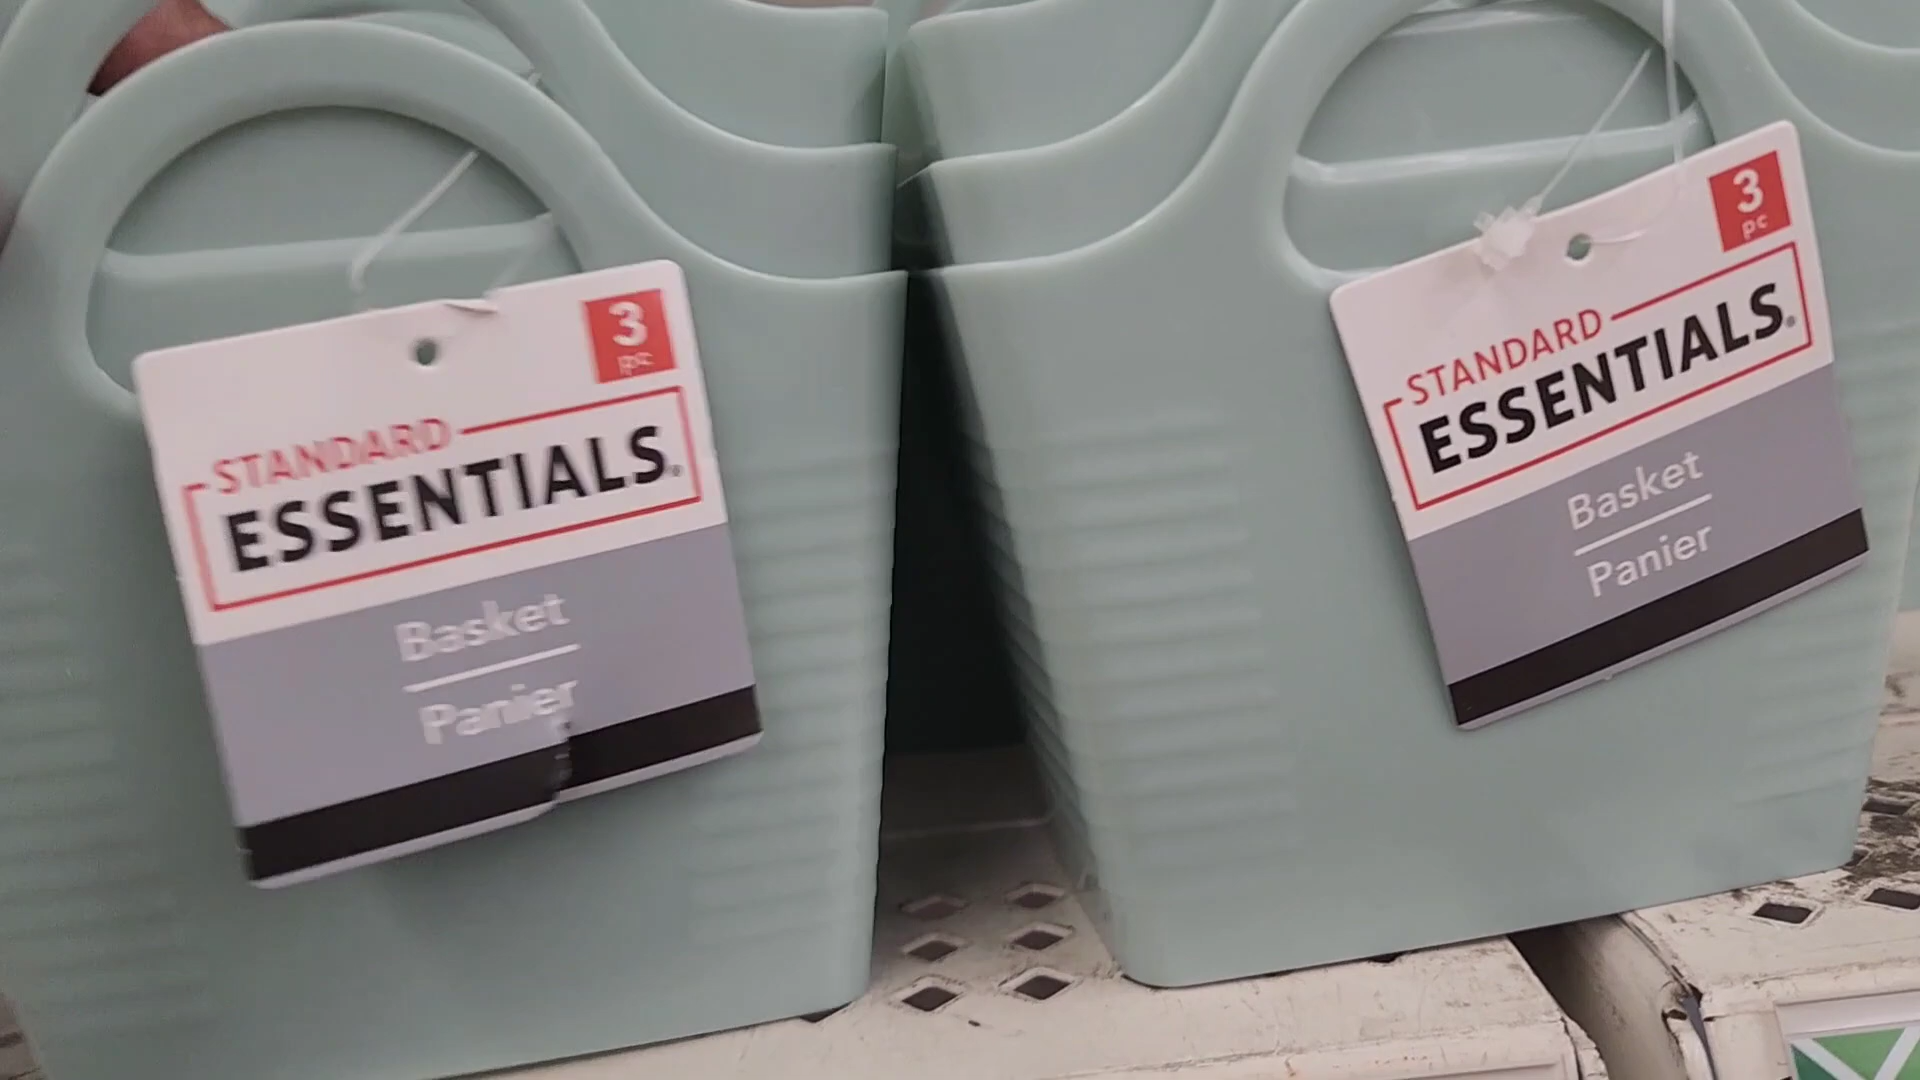 3
pc
STANDARD
ESSENTIALS®
Basket
Panier
3
pc
STANDARD
ESSENTIALS®
Basket
Panier